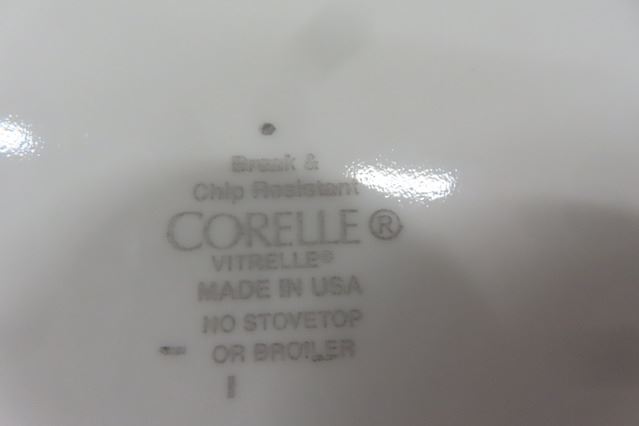 Break &
Chip Resistant
CORELLE®
VITRELLE®
MADE IN USA
NO STOVETOP
OR BROILER